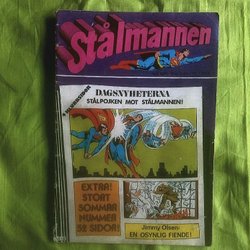 Stålmannen
DAGSNYHETERNA
STÅLPOJKEN MOT STÅLMANNEN!
EXTRA!
STORT
SOMMAR
NUMMER
52 SIDOR!
Jimmy Olsen:
EN OSYNLIG FIENDE!